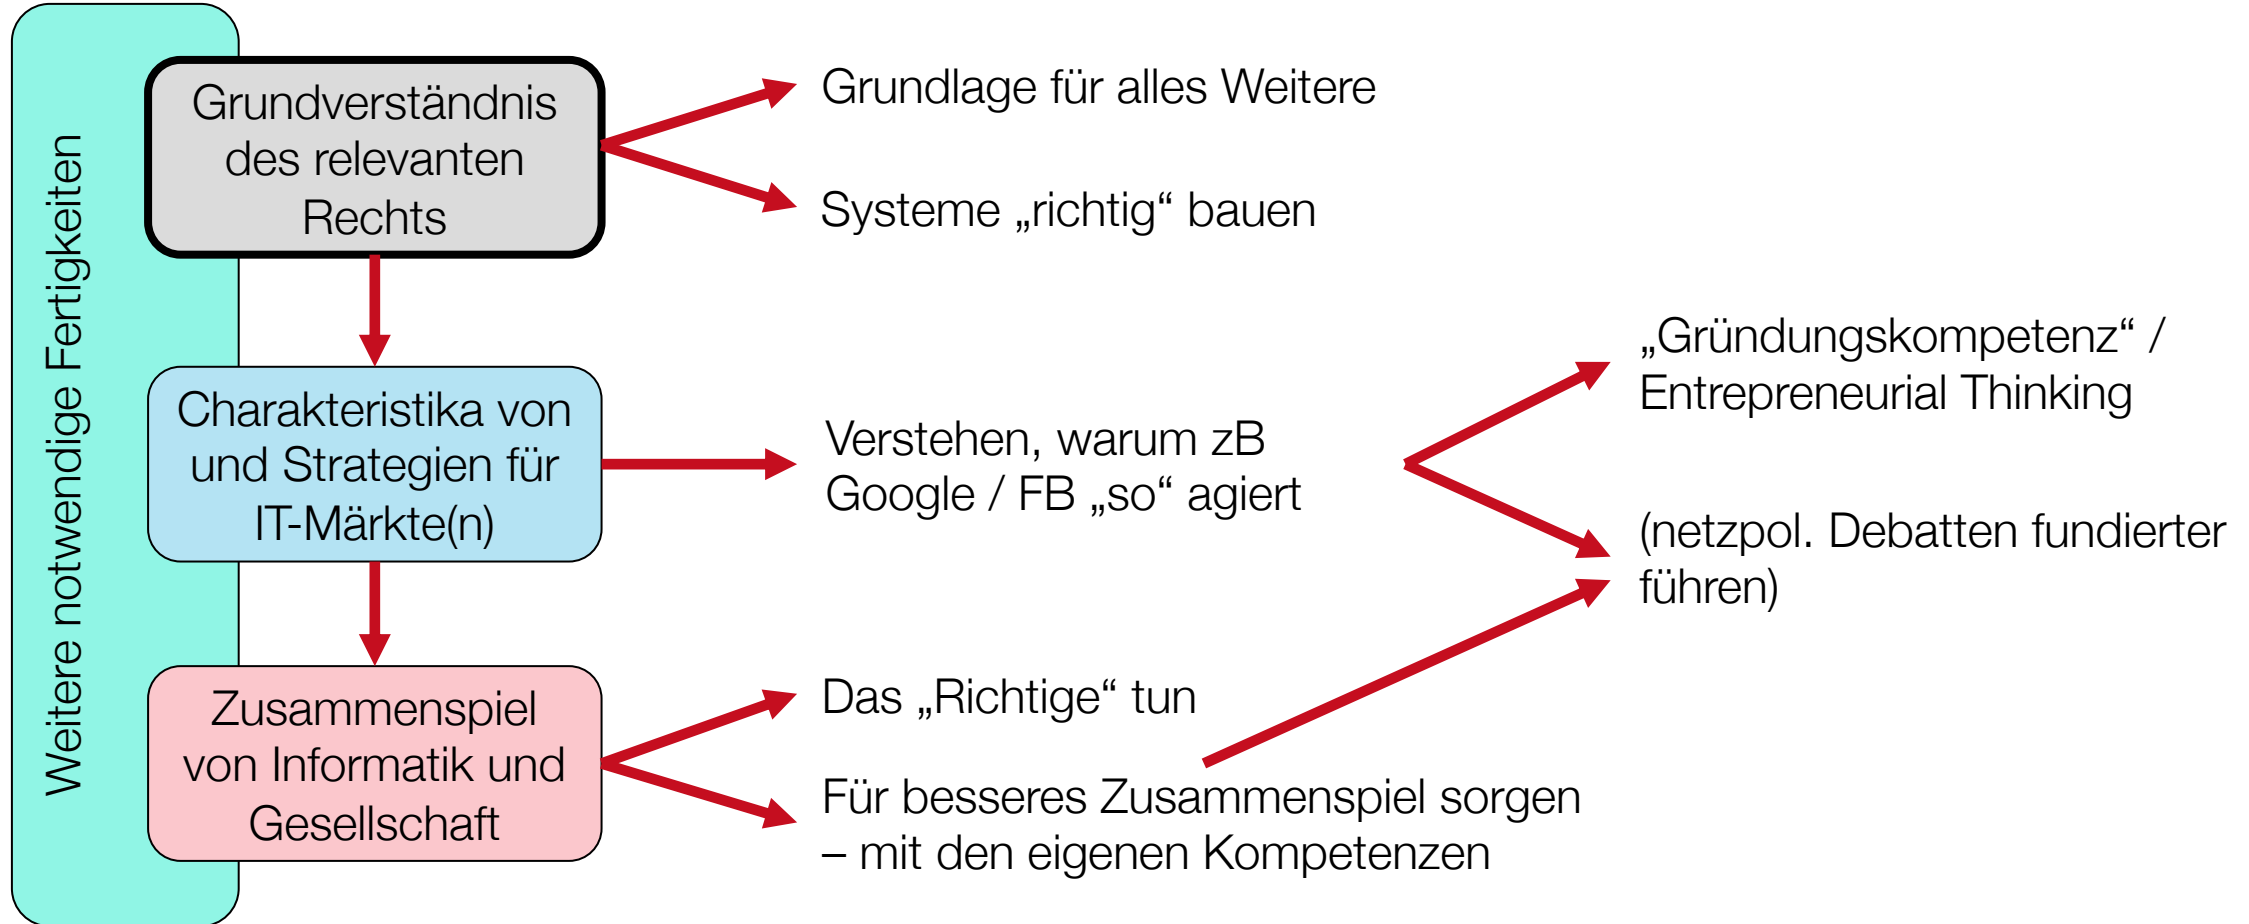 Weitere notwendige Fertigkeiten
Grundverständnis
des relevanten
Rechts
Grundlage für alles Weitere
Systeme „richtig“ bauen
Charakteristika von
und Strategien für
IT-Märkte(n)
Verstehen, warum zB
Google / FB „so“ agiert
„Gründungskompetenz“ /
Entrepreneurial Thinking
(netzpol. Debatten fundierter
führen)
Zusammenspiel
von Informatik und
Gesellschaft
Das „Richtige“ tun
Für besseres Zusammenspiel sorgen
– mit den eigenen Kompetenzen